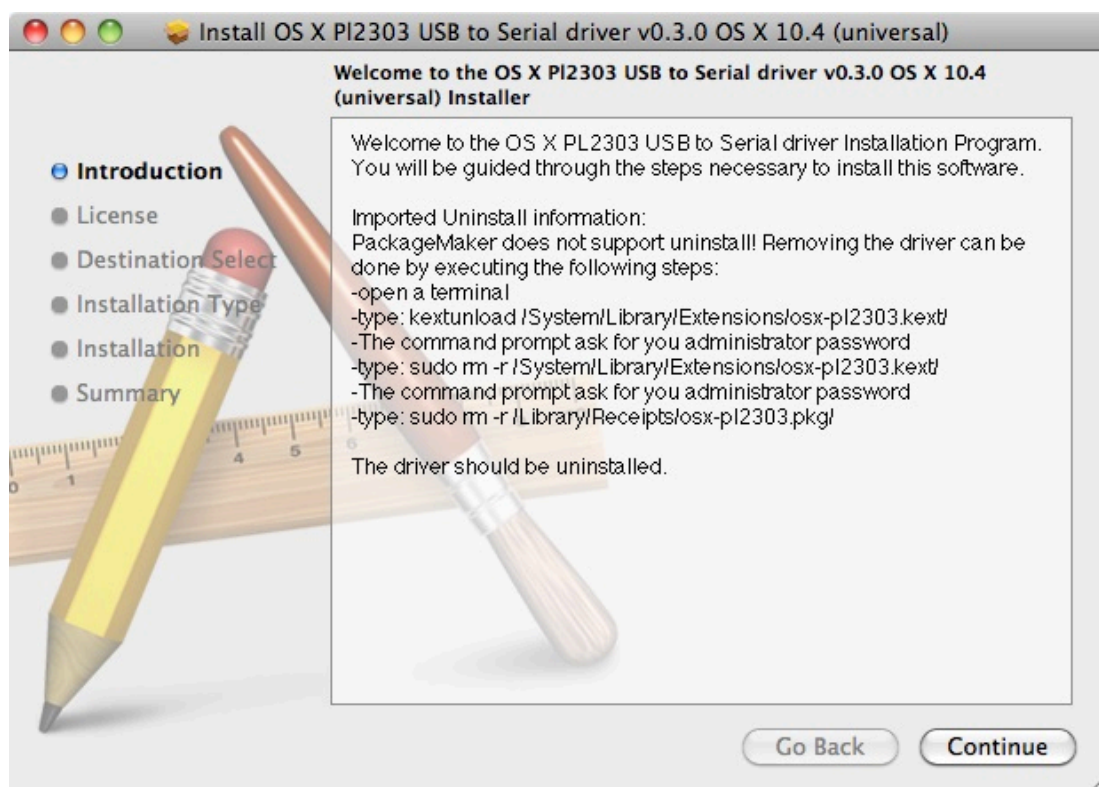 Install OS X Pl2303 USB to Serial driver v0.3.0 OS X 10.4 (universal)
Welcome to the OS X Pl2303 USB to Serial driver v0.3.0 OS X 10.4
(universal) Installer
Introduction
License
Destination Select
Installation Type
Installation
Summary
Welcome to the OS X PL2303 USB to Serial driver Installation Program.
You will be guided through the steps necessary to install this software.
Imported Uninstall information:
PackageMaker does not support uninstall! Removing the driver can be
done by executing the following steps:
-open a terminal
-type: kextunload /System/Library/Extensions/osx-pl2303.kext/
-The command prompt ask for you administrator password
-type: sudo rm -r /System/Library/Extensions/osx-pl2303.kext/
-The command prompt ask for you administrator password
-type: sudo rm -r /Library/Receipts/osx-pl2303.pkg/
The driver should be uninstalled.
0 1 4 5 6
Go Back
Continue